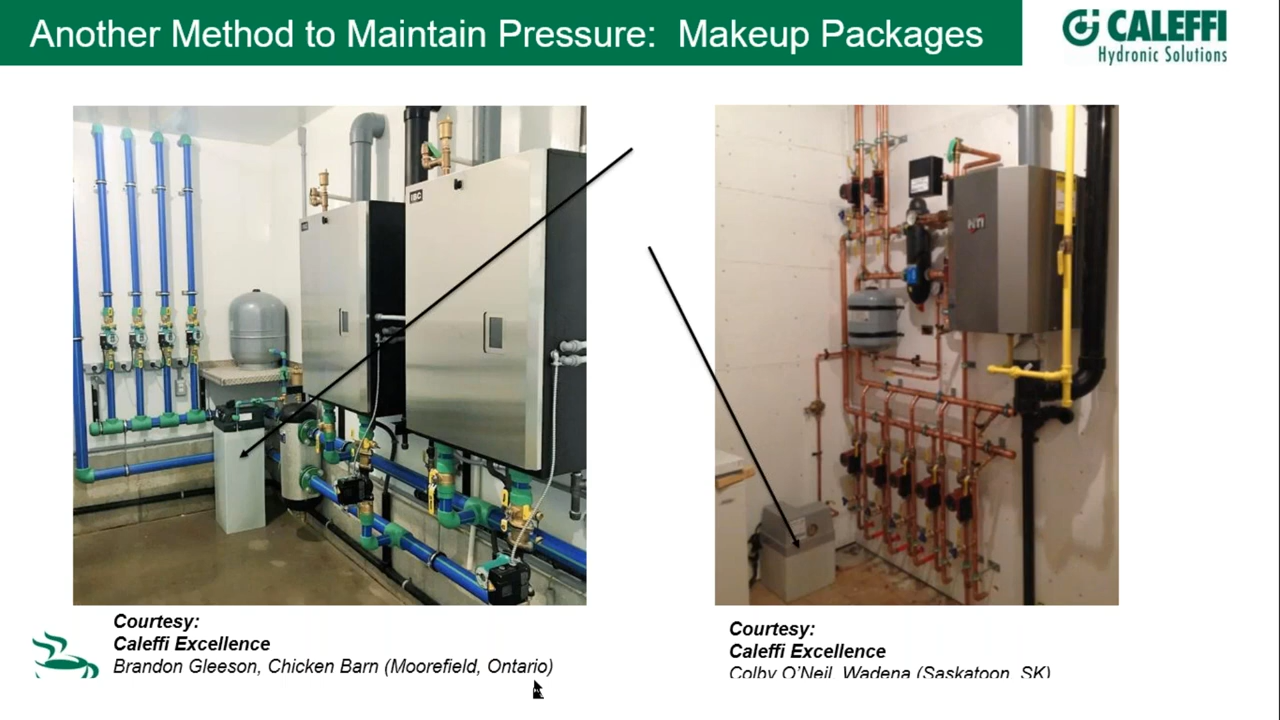 Another Method to Maintain Pressure: Makeup Packages
CALEFFI
Hydronic Solutions
IBC
NTI
Courtesy:
Caleffi Excellence
Brandon Gleeson, Chicken Barn (Moorefield, Ontario)
Courtesy:
Caleffi Excellence
Colby O'Neil, Wadena (Saskatoon, SK)